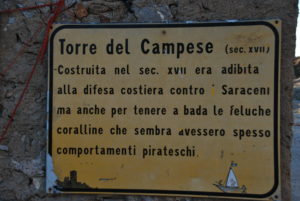 Torre del Campese (sec. XVII)
Costruita nel sec. XVII era adibita
alla difesa costiera contro i Saraceni
ma anche per tenere a bada le feluche
coralline che sembra avessero spesso
comportamenti pirateschi.